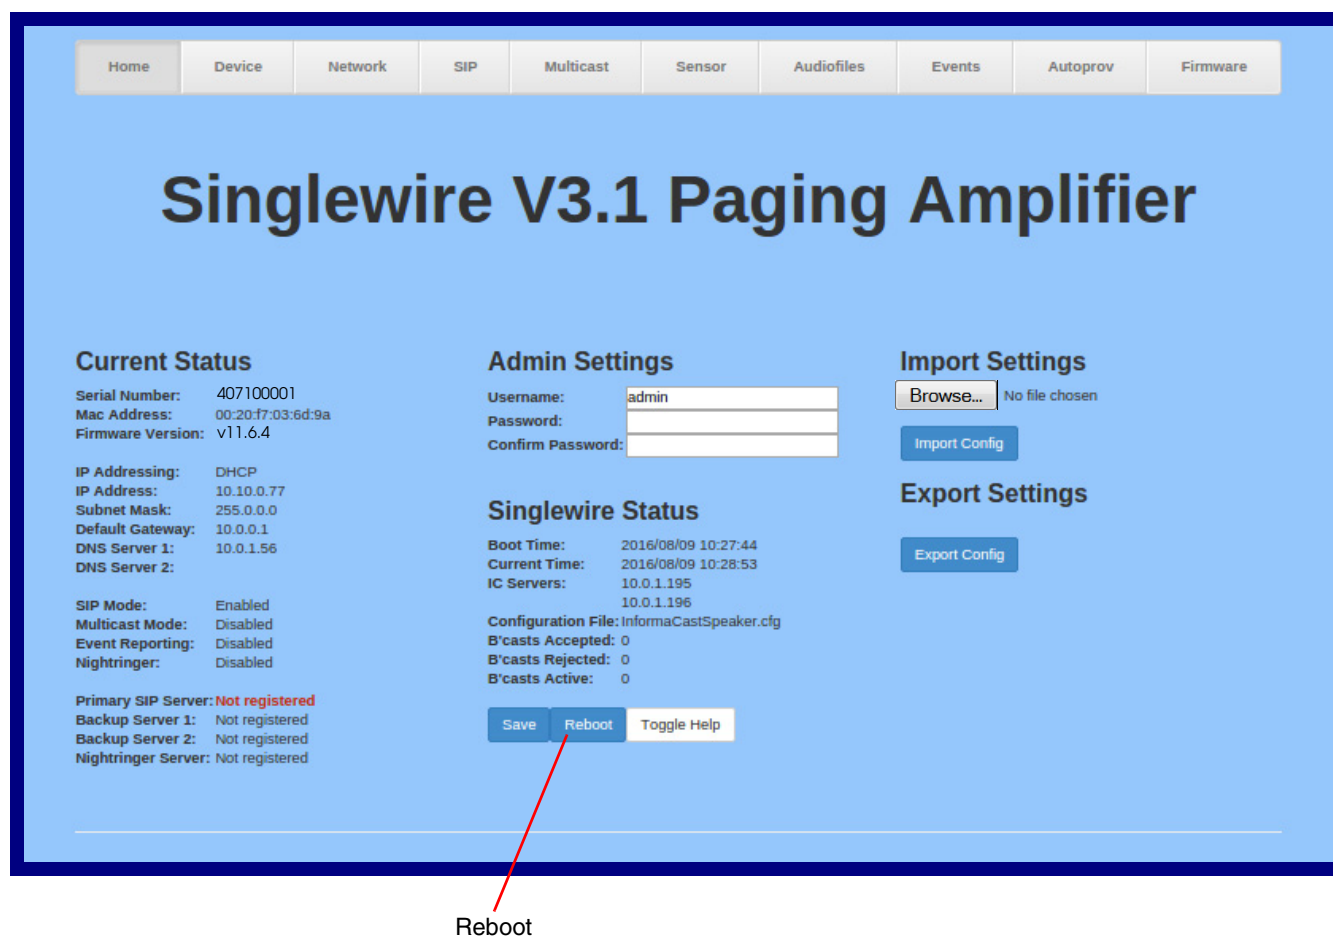 Home Device Network SIP Multicast Sensor Audiofiles Events Autoprov Firmware
Singlewire V3.1 Paging Amplifier
Current Status
Serial Number: 407100001
Mac Address: 00:20:f7:03:6d:9a
Firmware Version: v11.6.4
IP Addressing: DHCP
IP Address: 10.10.0.77
Subnet Mask: 255.0.0.0
Default Gateway: 10.0.0.1
DNS Server 1: 10.0.1.56
DNS Server 2:
SIP Mode: Enabled
Multicast Mode: Disabled
Event Reporting: Disabled
Nightringer: Disabled
Primary SIP Server: Not registered
Backup Server 1: Not registered
Backup Server 2: Not registered
Nightringer Server: Not registered
Admin Settings
Username: admin
Password:
Confirm Password:
Singlewire Status
Boot Time: 2016/08/09 10:27:44
Current Time: 2016/08/09 10:28:53
IC Servers: 10.0.1.195
10.0.1.196
Configuration File: InformaCastSpeaker.cfg
B'casts Accepted: 0
B'casts Rejected: 0
B'casts Active: 0
Save Reboot Toggle Help
Import Settings
Browse... No file chosen
Import Config
Export Settings
Export Config
Reboot